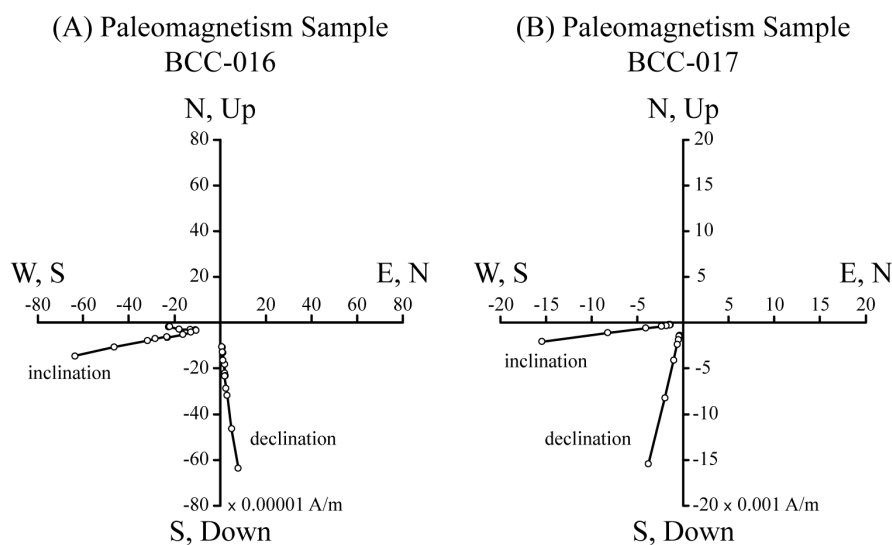 (A) Paleomagnetism Sample
BCC-016
N, Up
80
60
40
20
W, S
E, N
-80 -60 -40 -20 20 40 60 80
inclination
-20
-40
declination
-60
-80 x 0.00001 A/m
S, Down
(B) Paleomagnetism Sample
BCC-017
N, Up
20
15
10
5
W, S
E, N
-20 -15 -10 -5 5 10 15 20
inclination
-5
-10
declination
-15
-20 x 0.001 A/m
S, Down